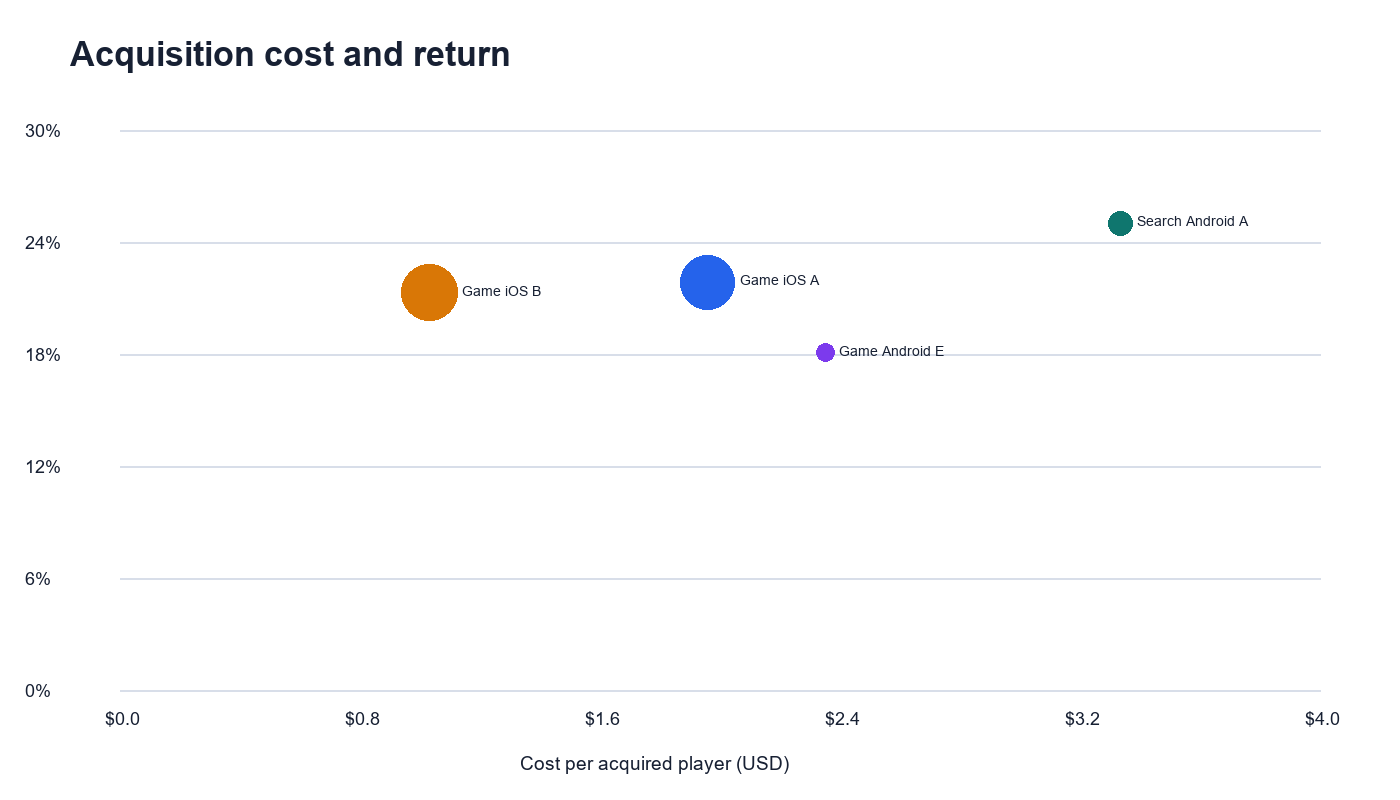 Acquisition cost and return
30%
Search Android A
24%
Game iOS A
Game iOS B
18%
Game Android E
12%
6%
0%
$0.0 $0.8 $1.6 $2.4 $3.2 $4.0
Cost per acquired player (USD)